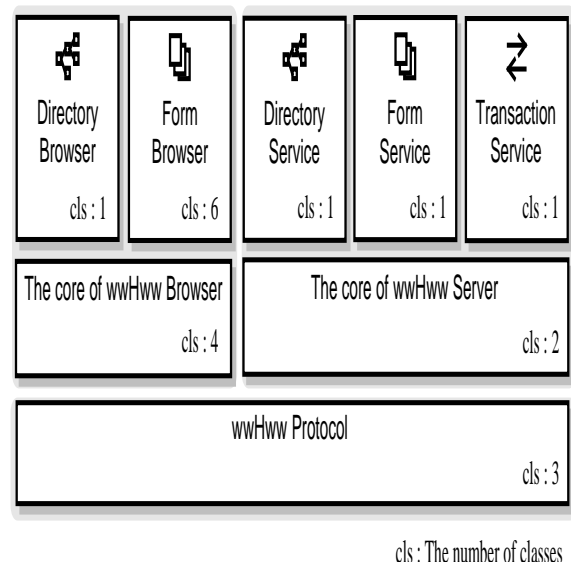 Directory
Browser
cls : 1
Form
Browser
cls : 6
Directory
Service
cls : 1
Form
Service
cls : 1
Transaction
Service
cls : 1
The core of wwHww Browser
cls : 4
The core of wwHww Server
cls : 2
wwHww Protocol
cls : 3
cls : The number of classes